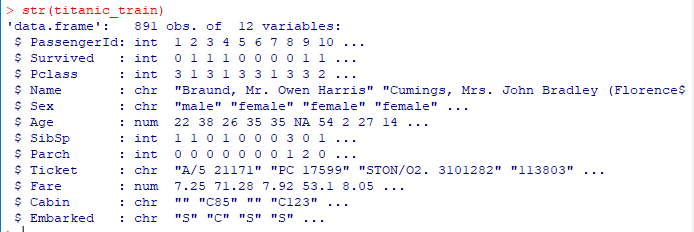 > str(titanic_train)
'data.frame':   891 obs. of  12 variables:
 $ PassengerId: int  1 2 3 4 5 6 7 8 9 10 ...
 $ Survived   : int  0 1 1 1 0 0 0 0 1 1 ...
 $ Pclass     : int  3 1 3 1 3 3 1 3 3 2 ...
 $ Name       : chr  "Braund, Mr. Owen Harris" "Cumings, Mrs. John Bradley (Florence$
 $ Sex        : chr  "male" "female" "female" "female" ...
 $ Age        : num  22 38 26 35 35 NA 54 2 27 14 ...
 $ SibSp      : int  1 1 0 1 0 0 0 3 0 1 ...
 $ Parch      : int  0 0 0 0 0 0 0 1 2 0 ...
 $ Ticket     : chr  "A/5 21171" "PC 17599" "STON/O2. 3101282" "113803" ...
 $ Fare       : num  7.25 71.28 7.92 53.1 8.05 ...
 $ Cabin      : chr  "" "C85" "" "C123" ...
 $ Embarked   : chr  "S" "C" "S" "S" ...